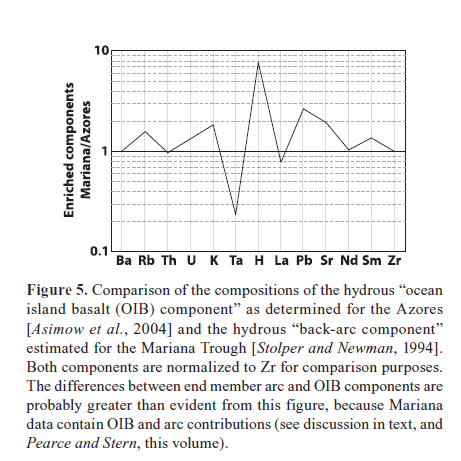 10
1
0.1
Enriched components
Mariana/Azores
Ba Rb Th U K Ta H La Pb Sr Nd Sm Zr
Figure 5. Comparison of the compositions of the hydrous “ocean
island basalt (OIB) component” as determined for the Azores
[Asimow et al., 2004] and the hydrous “back-arc component”
estimated for the Mariana Trough [Stolper and Newman, 1994].
Both components are normalized to Zr for comparison purposes.
The differences between end member arc and OIB components are
probably greater than evident from this figure, because Mariana
data contain OIB and arc contributions (see discussion in text, and
Pearce and Stern, this volume).